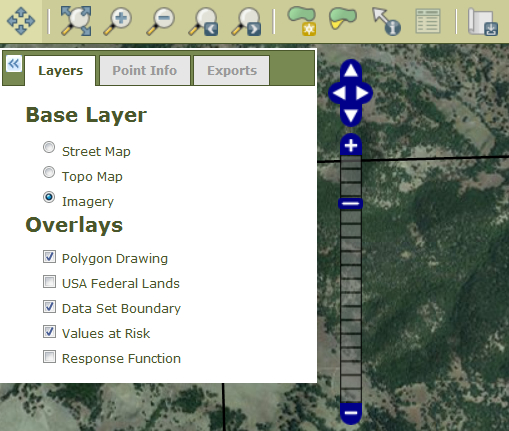 Layers
Point Info
Exports
Base Layer
Street Map
Topo Map
Imagery
Overlays
Polygon Drawing
USA Federal Lands
Data Set Boundary
Values at Risk
Response Function